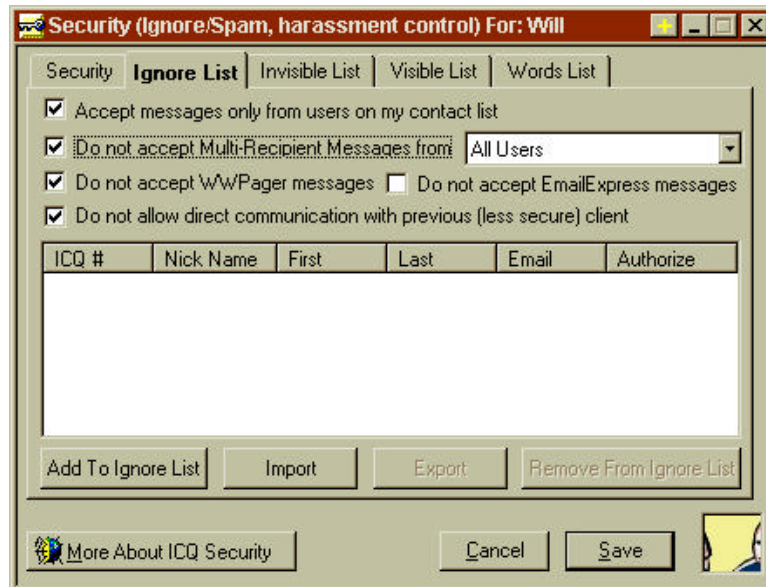 Security (Ignore/Spam, harassment control) For: Will
Security Ignore List Invisible List Visible List Words List
Accept messages only from users on my contact list
Do not accept Multi-Recipient Messages from All Users
Do not accept WWPager messages Do not accept EmailExpress messages
Do not allow direct communication with previous (less secure) client
ICQ # Nick Name First Last Email Authorize
Add To Ignore List Import Export Remove From Ignore List
More About ICQ Security Cancel Save